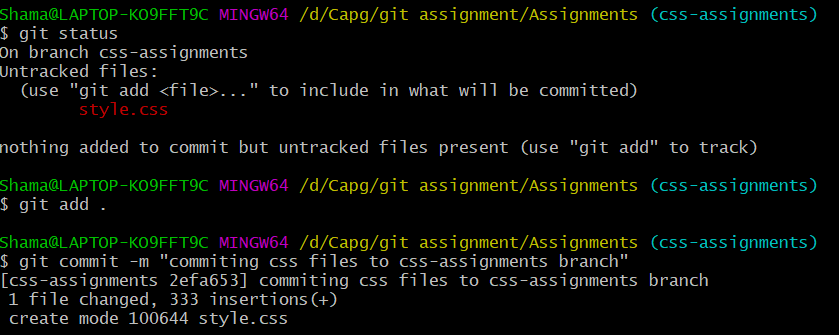 Shama@LAPTOP-KO9FFT9C MINGW64 /d/Capg/git assignment/Assignments (css-assignments)
$ git status
On branch css-assignments
Untracked files:
  (use "git add <file>..." to include in what will be committed)
        style.css
nothing added to commit but untracked files present (use "git add" to track)
Shama@LAPTOP-KO9FFT9C MINGW64 /d/Capg/git assignment/Assignments (css-assignments)
$ git add .
Shama@LAPTOP-KO9FFT9C MINGW64 /d/Capg/git assignment/Assignments (css-assignments)
$ git commit -m "commiting css files to css-assignments branch"
[css-assignments 2efa653] commiting css files to css-assignments branch
 1 file changed, 333 insertions(+)
 create mode 100644 style.css